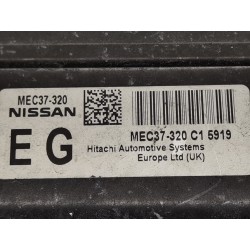 MEC37-320
NISSAN
EG
MEC37-320 C1 5919
Hitachi Automotive Systems
Europe Ltd (UK)